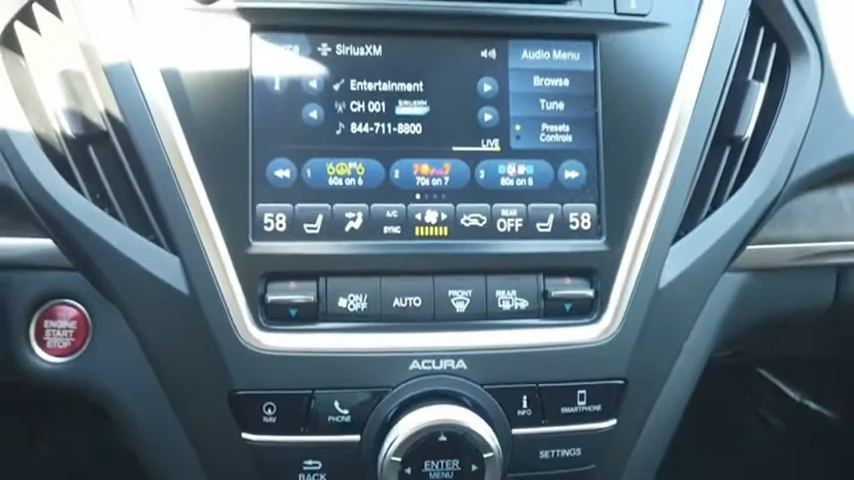 SiriusXM
Audio Menu
Entertainment
Browse
CH 001
Tune
844-711-8800
Presets
Controls
LIVE
1 60s on 6
2 70s on 7
3 80s on 8
58
A/C
SYNC
REAR
OFF
58
ON/
OFF
AUTO
FRONT
REAR
ENGINE
START
STOP
ACURA
NAV
PHONE
INFO
SMARTPHONE
ENTER
MENU
SETTINGS
BACK